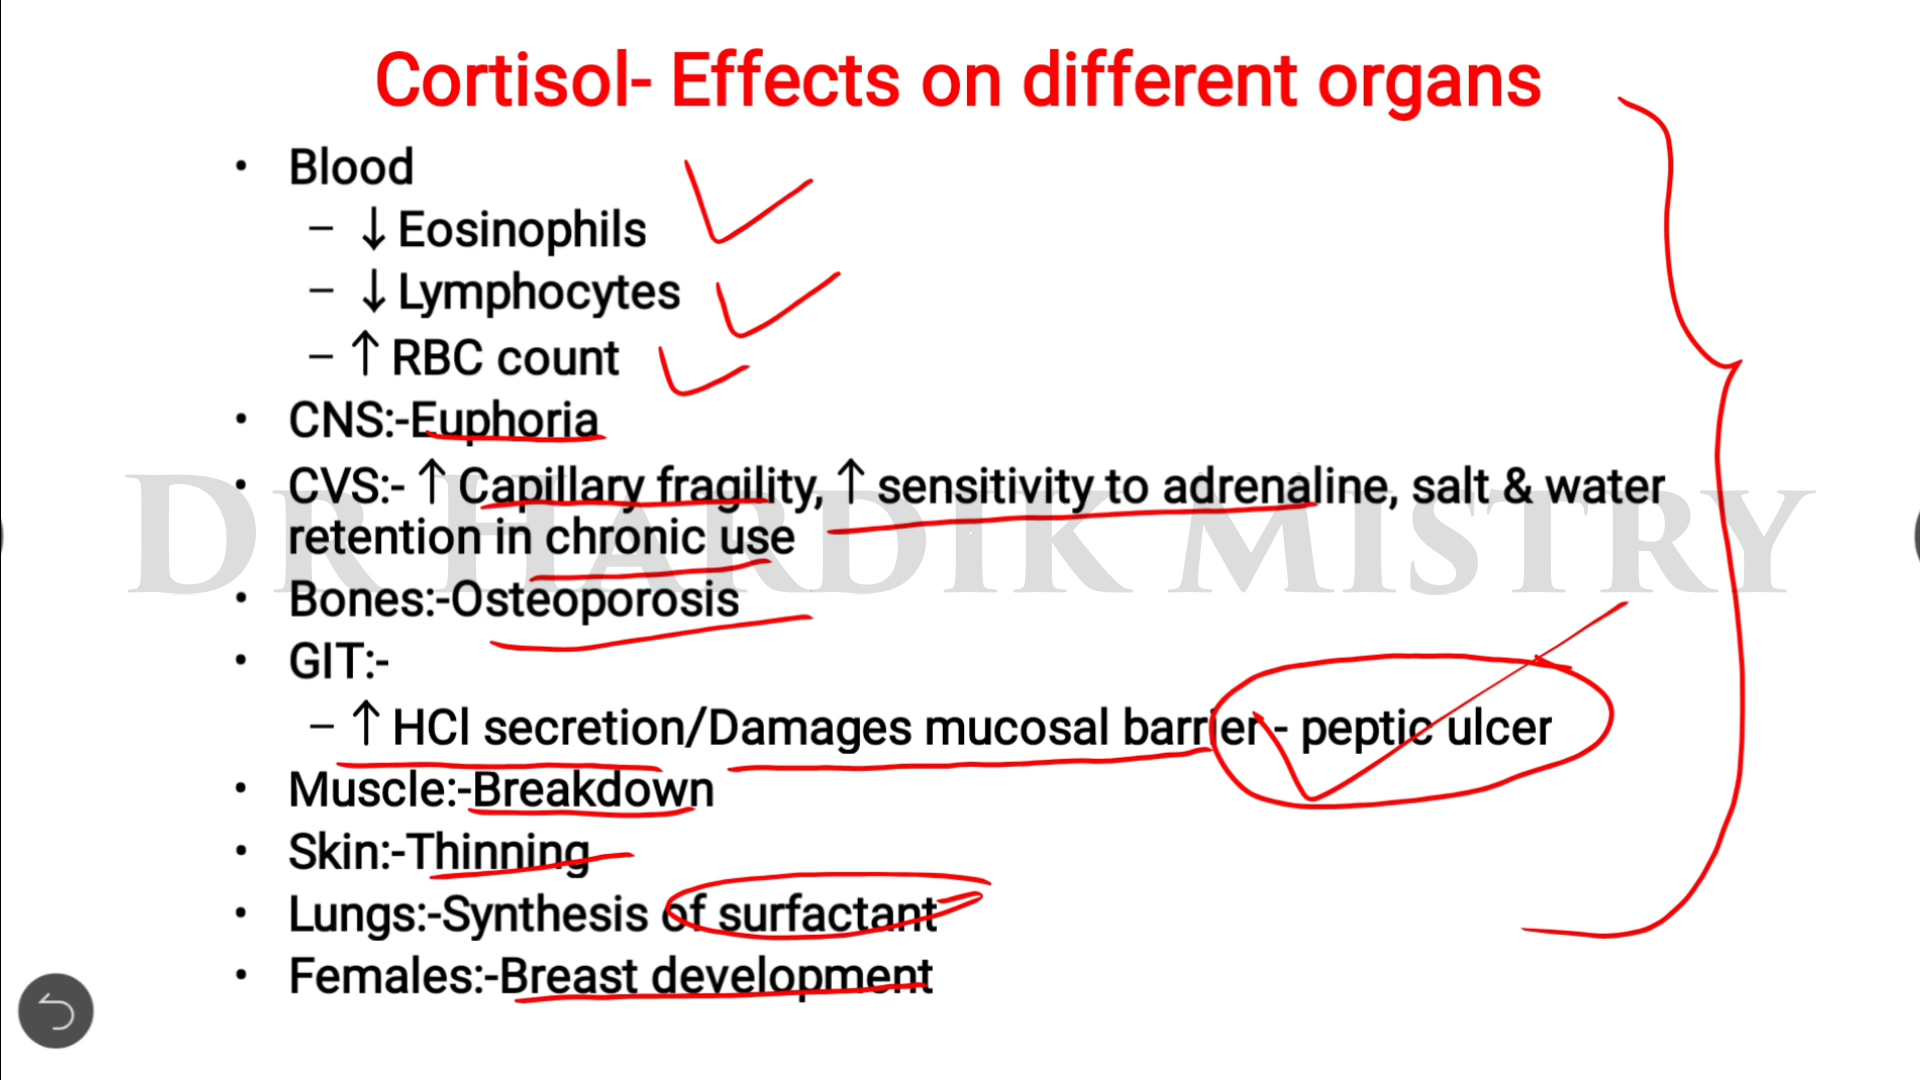 Cortisol- Effects on different organs
• Blood
– ↓ Eosinophils
– ↓ Lymphocytes
– ↑ RBC count
• CNS:-Euphoria
• CVS:- ↑ Capillary fragility, ↑ sensitivity to adrenaline, salt & water
retention in chronic use
DR HARDIK MISTRY
• Bones:-Osteoporosis
• GIT:-
– ↑ HCl secretion/Damages mucosal barrier - peptic ulcer
• Muscle:-Breakdown
• Skin:-Thinning
• Lungs:-Synthesis of surfactant
• Females:-Breast development